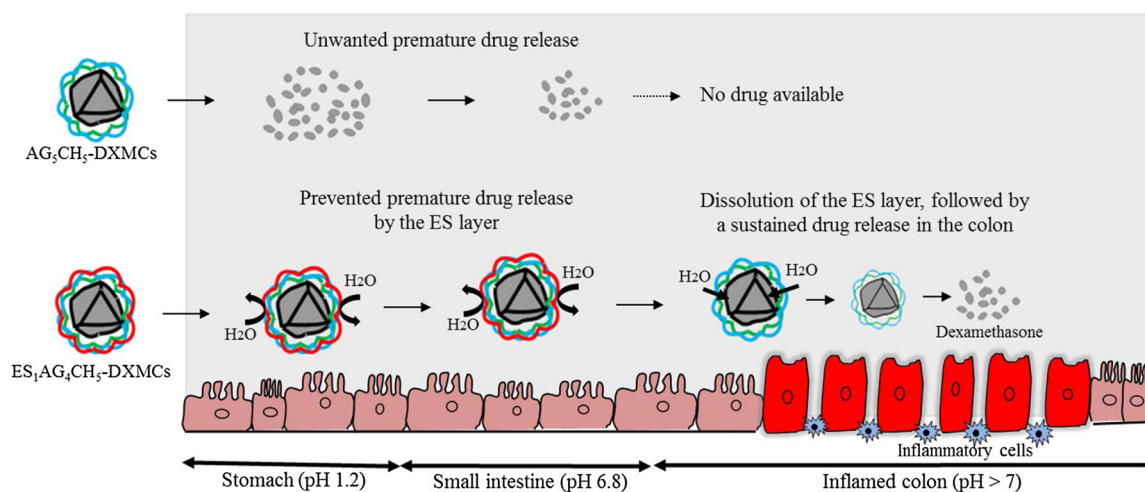 Unwanted premature drug release
No drug available
AG₅CH₅-DXMCs
Prevented premature drug release
by the ES layer
Dissolution of the ES layer, followed by
a sustained drug release in the colon
H2O
H2O
H2O
H2O
H2O
H2O
Dexamethasone
ES₁AG₄CH₅-DXMCs
Inflammatory cells
Stomach (pH 1.2)
Small intestine (pH 6.8)
Inflamed colon (pH > 7)